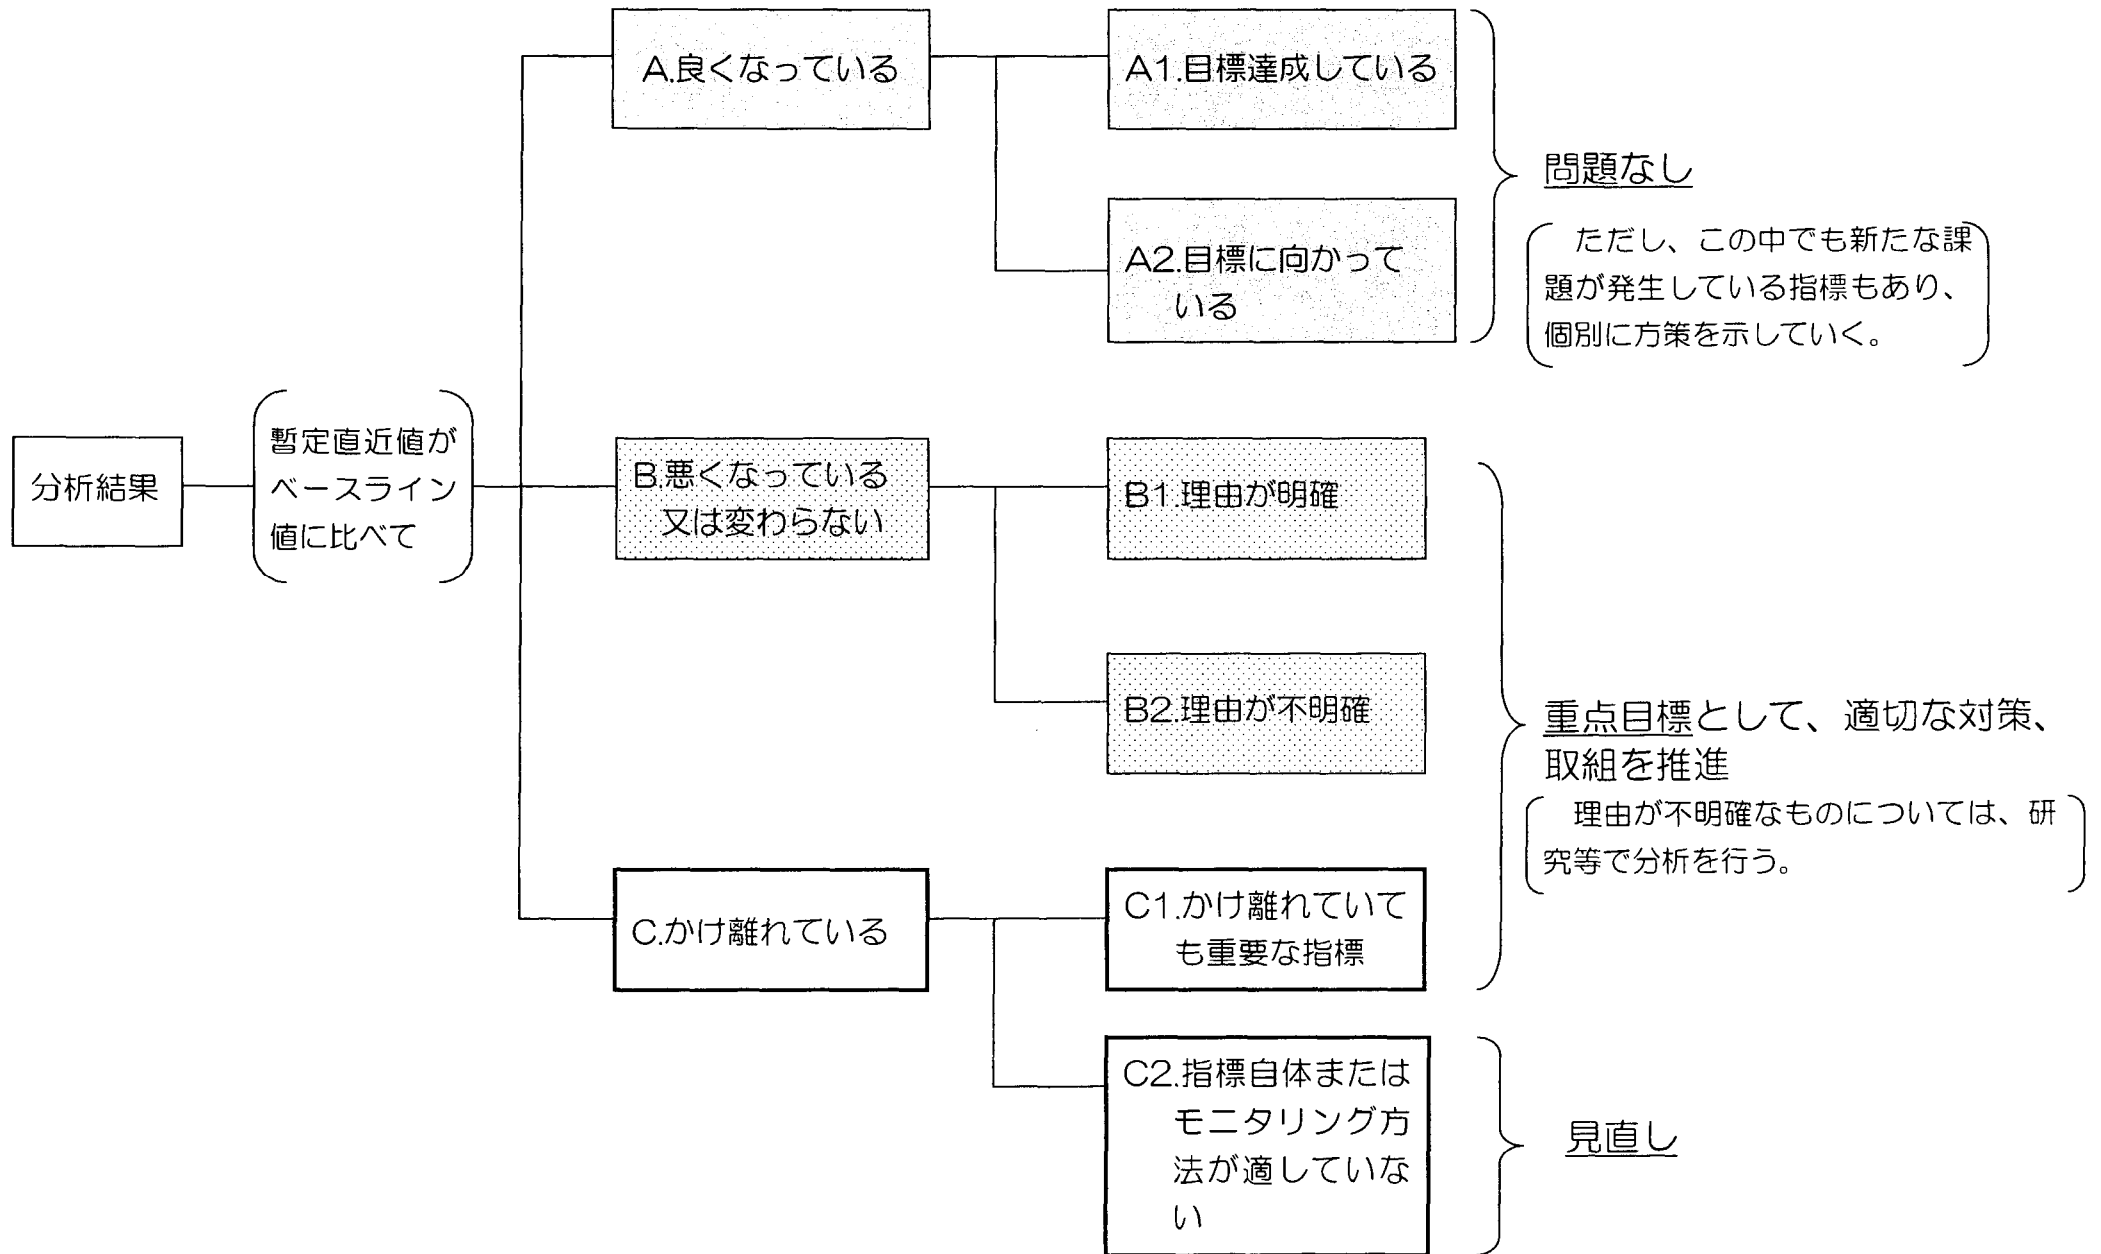 分析結果
暫定直近値が
ベースライン
値に比べて
A.良くなっている
A1.目標達成している
A2.目標に向かって
いる
問題なし
ただし、この中でも新たな課
題が発生している指標もあり、
個別に方策を示していく。
B.悪くなっている
又は変わらない
B1.理由が明確
B2.理由が不明確
C.かけ離れている
C1.かけ離れていて
も重要な指標
重点目標として、適切な対策、
取組を推進
理由が不明確なものについては、研
究等で分析を行う。
C2.指標自体または
モニタリング方
法が適していな
い
見直し